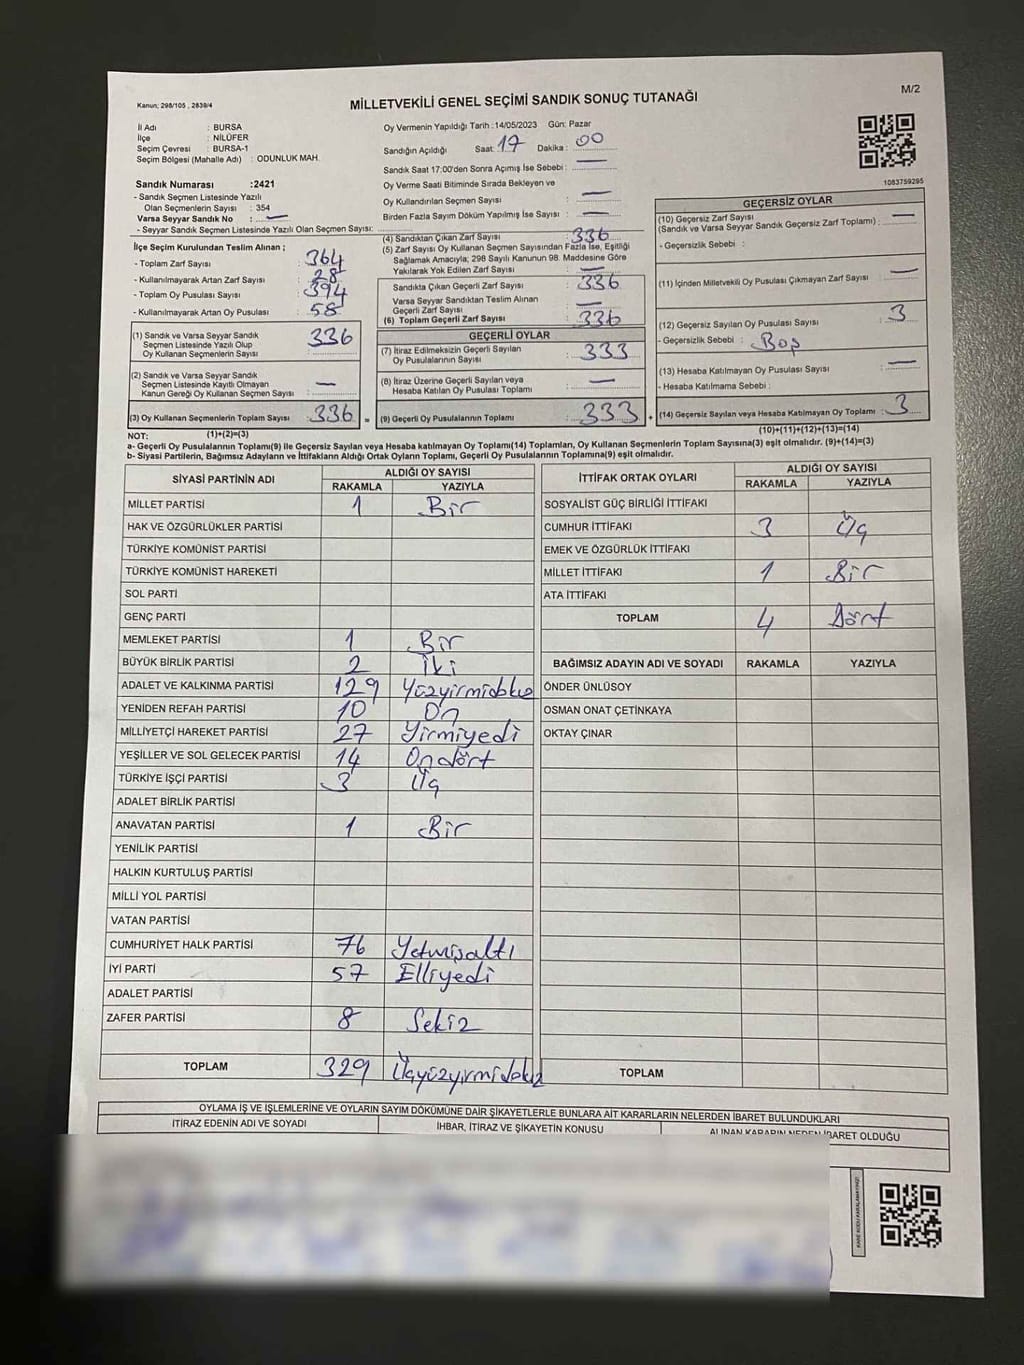 M/2
Kanun; 298/105 , 2839/4
MİLLETVEKİLİ GENEL SEÇİMİ SANDIK SONUÇ TUTANAĞI
İl Adı : BURSA
İlçe : NİLÜFER
Seçim Çevresi : BURSA-1
Seçim Bölgesi (Mahalle Adı) : ODUNLUK MAH.
Sandık Numarası :2421
- Sandık Seçmen Listesinde Yazılı
Olan Seçmenlerin Sayısı : 354
Varsa Seyyar Sandık No : —
- Seyyar Sandık Seçmen Listesinde Yazılı Olan Seçmen Sayısı:
Oy Vermenin Yapıldığı Tarih :14/05/2023 Gün: Pazar
Sandığın Açıldığı Saat: 17 Dakika : 00
Sandık Saat 17:00'den Sonra Açımış İse Sebebi : —
Oy Verme Saati Bitiminde Sırada Bekleyen ve
Oy Kullandırılan Seçmen Sayısı : —
Birden Fazla Sayım Döküm Yapılmış İse Sayısı : —
1083759295
İlçe Seçim Kurulundan Teslim Alınan ;
- Toplam Zarf Sayısı : 364
- Kullanılmayarak Artan Zarf Sayısı : 28
- Toplam Oy Pusulası Sayısı : 394
- Kullanılmayarak Artan Oy Pusulası : 58
(1) Sandık ve Varsa Seyyar Sandık
Seçmen Listesinde Yazılı Olup
Oy Kullanan Seçmenlerin Sayısı : 336
(2) Sandık ve Varsa Seyyar Sandık
Seçmen Listesinde Kayıtlı Olmayan
Kanun Gereği Oy Kullanan Seçmen Sayısı : —
(3) Oy Kullanan Seçmenlerin Toplam Sayısı : 336 =
(4) Sandıktan Çıkan Zarf Sayısı : 336
(5) Zarf Sayısı Oy Kullanan Seçmen Sayısından Fazla İse, Eşitliği
Sağlamak Amacıyla; 298 Sayılı Kanunun 98. Maddesine Göre
Yakılarak Yok Edilen Zarf Sayısı : —
Sandıkta Çıkan Geçerli Zarf Sayısı : 336
Varsa Seyyar Sandıktan Teslim Alınan
Geçerli Zarf Sayısı : —
(6) Toplam Geçerli Zarf Sayısı : 336
GEÇERLİ OYLAR
(7) İtiraz Edilmeksizin Geçerli Sayılan
Oy Pusulalarının Sayısı : 333
(8) İtiraz Üzerine Geçerli Sayılan veya
Hesaba Katılan Oy Pusulası Toplamı : —
(9) Geçerli Oy Pusulalarının Toplamı : 333 +
GEÇERSİZ OYLAR
(10) Geçersiz Zarf Sayısı
(Sandık ve Varsa Seyyar Sandık Geçersiz Zarf Toplamı) : —
- Geçersizlik Sebebi :
(11) İçinden Milletvekili Oy Pusulası Çıkmayan Zarf Sayısı : —
(12) Geçersiz Sayılan Oy Pusulası Sayısı : 3
- Geçersizlik Sebebi : Boş
(13) Hesaba Katılmayan Oy Pusulası Sayısı : —
- Hesaba Katılmama Sebebi :
(14) Geçersiz Sayılan veya Hesaba Katılmayan Oy Toplamı : 3
NOT: (1)+(2)=(3) (10)+(11)+(12)+(13)=(14)
a- Geçerli Oy Pusulalarının Toplamı(9) ile Geçersiz Sayılan veya Hesaba katılmayan Oy Toplamı(14) Toplamları, Oy Kullanan Seçmenlerin Toplam Sayısına(3) eşit olmalıdır. (9)+(14)=(3)
b- Siyasi Partilerin, Bağımsız Adayların ve İttifakların Aldığı Ortak Oyların Toplamı, Geçerli Oy Pusulalarının Toplamına(9) eşit olmalıdır.
SİYASİ PARTİNİN ADI ALDIĞI OY SAYISI
RAKAMLA YAZIYLA
MİLLET PARTİSİ 1 Bir
HAK VE ÖZGÜRLÜKLER PARTİSİ
TÜRKİYE KOMÜNİST PARTİSİ
TÜRKİYE KOMÜNİST HAREKETİ
SOL PARTİ
GENÇ PARTİ
MEMLEKET PARTİSİ 1 Bir
BÜYÜK BİRLİK PARTİSİ 2 İki
ADALET VE KALKINMA PARTİSİ 129 Yüzyirmidokuz
YENİDEN REFAH PARTİSİ 10 On
MİLLİYETÇİ HAREKET PARTİSİ 27 Yirmiyedi
YEŞİLLER VE SOL GELECEK PARTİSİ 14 Ondört
TÜRKİYE İŞÇİ PARTİSİ 3 Üç
ADALET BİRLİK PARTİSİ
ANAVATAN PARTİSİ 1 Bir
YENİLİK PARTİSİ
HALKIN KURTULUŞ PARTİSİ
MİLLİ YOL PARTİSİ
VATAN PARTİSİ
CUMHURİYET HALK PARTİSİ 76 Yetmişaltı
İYİ PARTİ 57 Elliyedi
ADALET PARTİSİ
ZAFER PARTİSİ 8 Sekiz
TOPLAM 329 Üçyüzyirmidokuz
İTTİFAK ORTAK OYLARI ALDIĞI OY SAYISI
RAKAMLA YAZIYLA
SOSYALİST GÜÇ BİRLİĞİ İTTİFAKI
CUMHUR İTTİFAKI 3 Üç
EMEK VE ÖZGÜRLÜK İTTİFAKI
MİLLET İTTİFAKI 1 Bir
ATA İTTİFAKI
TOPLAM 4 Dört
BAĞIMSIZ ADAYIN ADI VE SOYADI RAKAMLA YAZIYLA
ÖNDER ÜNLÜSOY
OSMAN ONAT ÇETİNKAYA
OKTAY ÇINAR
TOPLAM
OYLAMA İŞ VE İŞLEMLERİNE VE OYLARIN SAYIM DÖKÜMÜNE DAİR ŞİKAYETLERLE BUNLARA AİT KARARLARIN NELERDEN İBARET BULUNDUKLARI
İTİRAZ EDENİN ADI VE SOYADI İHBAR, İTİRAZ VE ŞİKAYETİN KONUSU ALINAN KARARIN NEDEN İBARET OLDUĞU
KARE KODU KARALAMAYINIZ!